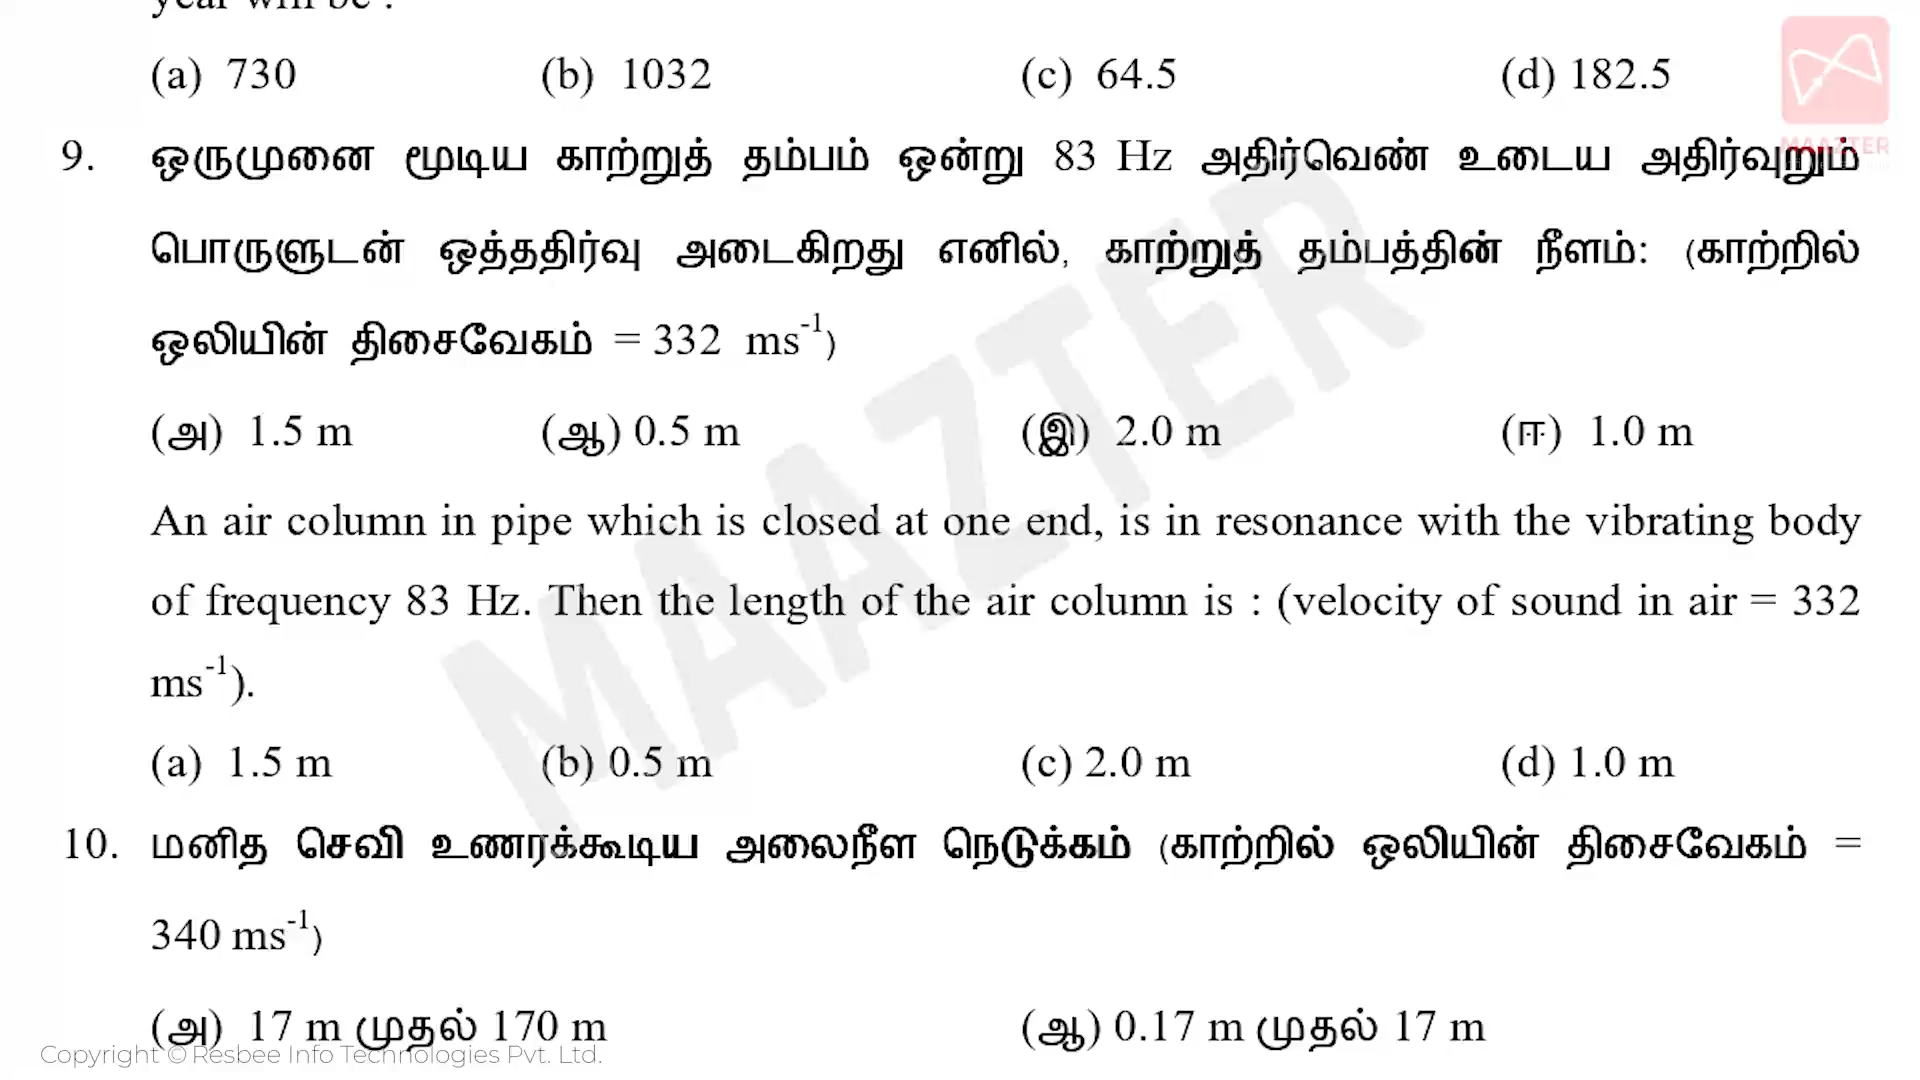 year will be :
(a) 730 (b) 1032 (c) 64.5 (d) 182.5
MAAZTER
9. ஒருமுனை மூடிய காற்றுத் தம்பம் ஒன்று 83 Hz அதிர்வெண் உடைய அதிர்வுறும்
பொருளுடன் ஒத்ததிர்வு அடைகிறது எனில், காற்றுத் தம்பத்தின் நீளம்: (காற்றில்
ஒலியின் திசைவேகம் = 332 ms⁻¹)
(அ) 1.5 m (ஆ) 0.5 m (இ) 2.0 m (ஈ) 1.0 m
An air column in pipe which is closed at one end, is in resonance with the vibrating body
of frequency 83 Hz. Then the length of the air column is : (velocity of sound in air = 332
ms⁻¹).
(a) 1.5 m (b) 0.5 m (c) 2.0 m (d) 1.0 m
MAAZTER
10. மனித செவி உணரக்கூடிய அலைநீள நெடுக்கம் (காற்றில் ஒலியின் திசைவேகம் =
340 ms⁻¹)
(அ) 17 m முதல் 170 m (ஆ) 0.17 m முதல் 17 m
Copyright © Resbee Info Technologies Pvt. Ltd.